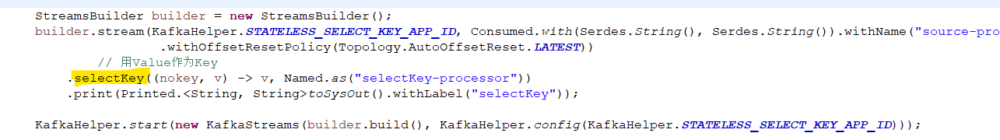 StreamsBuilder builder = new StreamsBuilder();
builder.stream(KafkaHelper.STATELESS_SELECT_KEY_APP_ID, Consumed.with(Serdes.String(), Serdes.String()).withName("source-pro
.withOffsetResetPolicy(Topology.AutoOffsetReset.LATEST))
// 用Value作为Key
.selectKey((nokey, v) -> v, Named.as("selectKey-processor"))
.print(Printed.<String, String>toSysOut().withLabel("selectKey"));
KafkaHelper.start(new KafkaStreams(builder.build(), KafkaHelper.config(KafkaHelper.STATELESS_SELECT_KEY_APP_ID)));